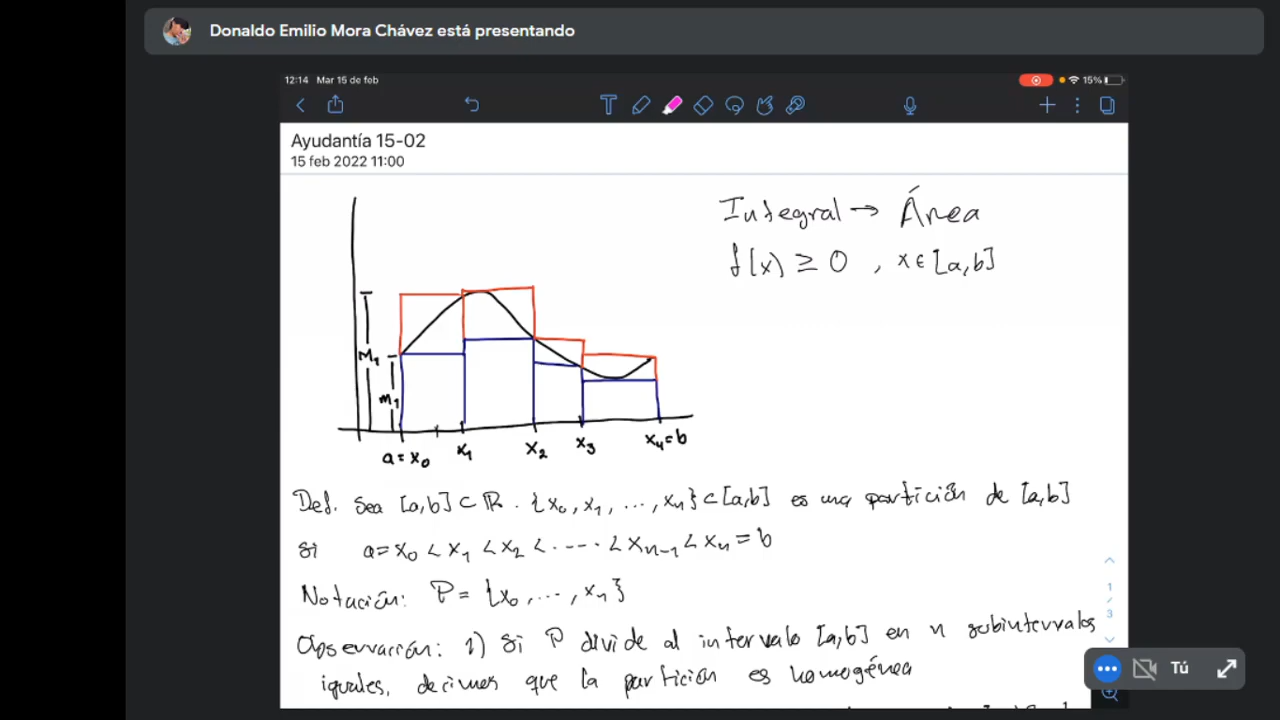 Donaldo Emilio Mora Chávez está presentando
12:14 Mar 15 de feb
15%
Ayudantía 15-02
15 feb 2022 11:00
Integral → Área
f(x) ≥ 0 , x ∈ [a,b]
M₁
m₁
a = x₀ x₁ x₂ x₃ x₄ = b
Def. Sea [a,b] ⊂ ℝ. {x₀, x₁, ..., xₙ} ⊂ [a,b] es una partición de [a,b]
si a = x₀ < x₁ < x₂ < ..... < xₙ₋₁ < xₙ = b
Notación: P = {x₀, ..., xₙ}
Observación: 1) Si P divide al intervalo [a,b] en n subintervalos
iguales, decimos que la partición es homogénea
1
3
Tú